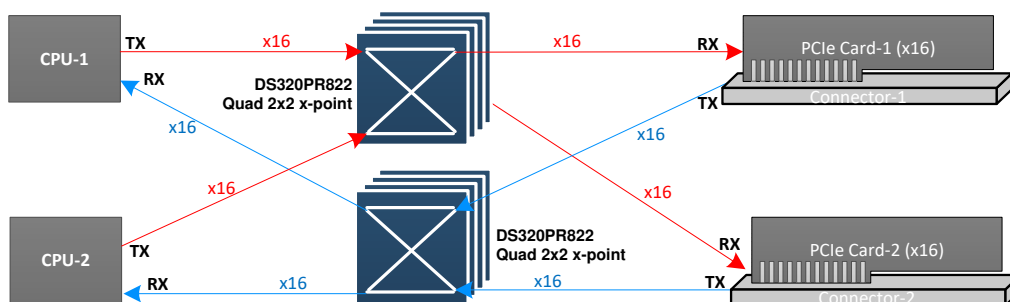 CPU-1
TX
x16
x16
RX
PCIe Card-1 (x16)
RX
DS320PR822
Quad 2x2 x-point
TX
Connector-1
x16
x16
x16
x16
CPU-2
TX
DS320PR822
Quad 2x2 x-point
RX
PCIe Card-2 (x16)
RX
x16
x16
TX
Connector-2